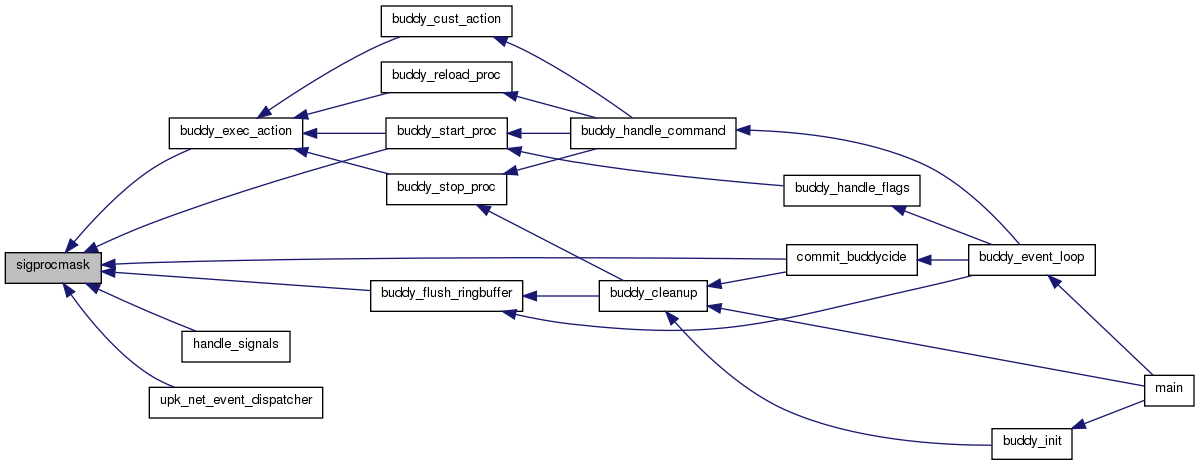 buddy_cust_action
buddy_reload_proc
buddy_exec_action
buddy_start_proc
buddy_handle_command
buddy_stop_proc
buddy_handle_flags
sigprocmask
commit_buddycide
buddy_event_loop
buddy_flush_ringbuffer
buddy_cleanup
handle_signals
upk_net_event_dispatcher
main
buddy_init